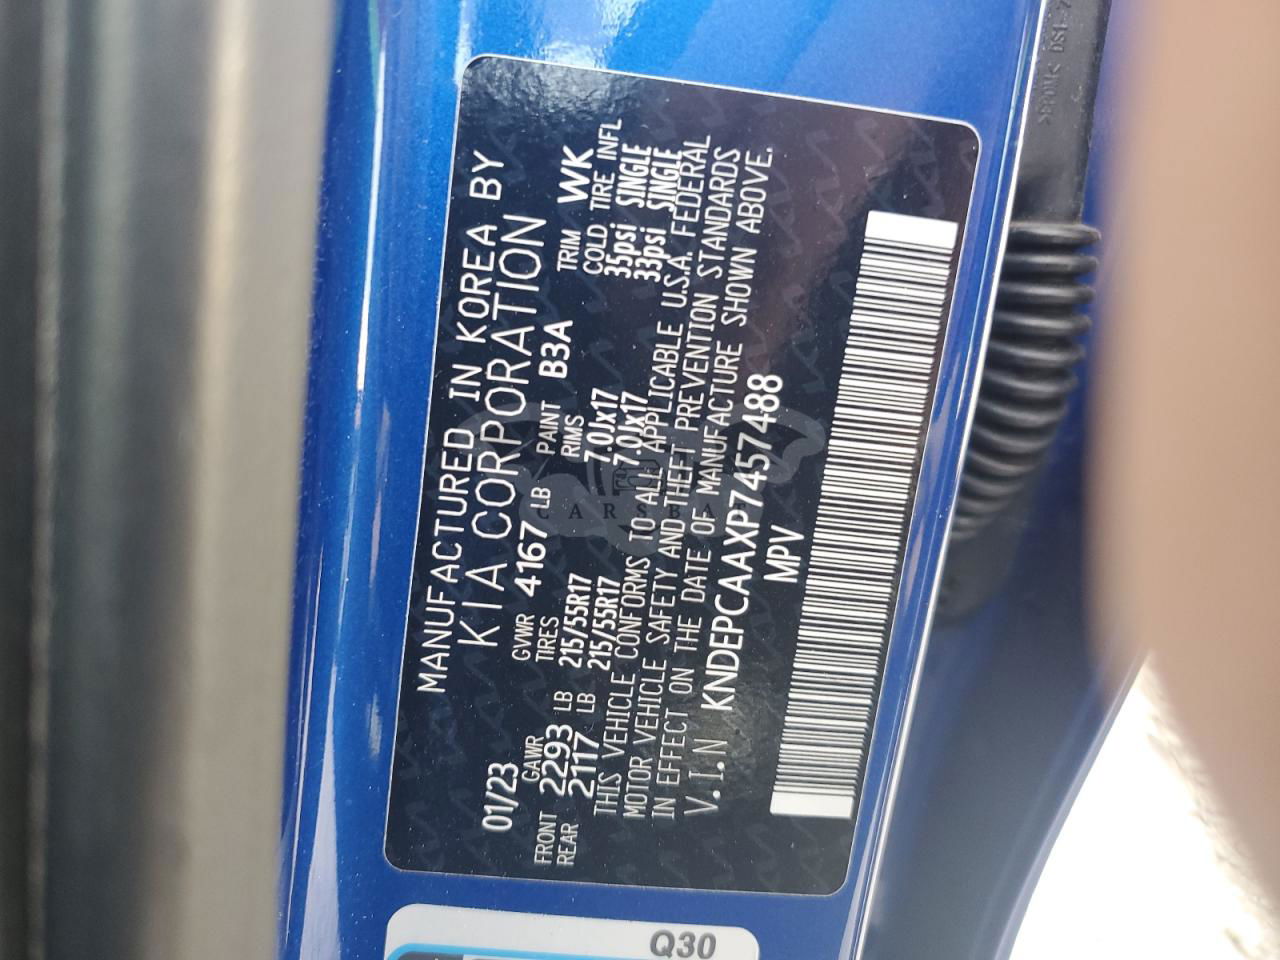 MANUFACTURED IN KOREA BY
KIA CORPORATION
01/23 GVWR 4167 LB PAINT B3A TRIM WK
GAWR TIRES RIMS COLD TIRE INFL
FRONT 2293 LB 215/55R17 7.0Jx17 35psi SINGLE
REAR 2117 LB 215/55R17 7.0Jx17 33psi SINGLE
THIS VEHICLE CONFORMS TO ALL APPLICABLE U.S.A. FEDERAL
MOTOR VEHICLE SAFETY AND THEFT PREVENTION STANDARDS
IN EFFECT ON THE DATE OF MANUFACTURE SHOWN ABOVE.
V.I.N KNDEPCAAXP7457488
MPV
Q30